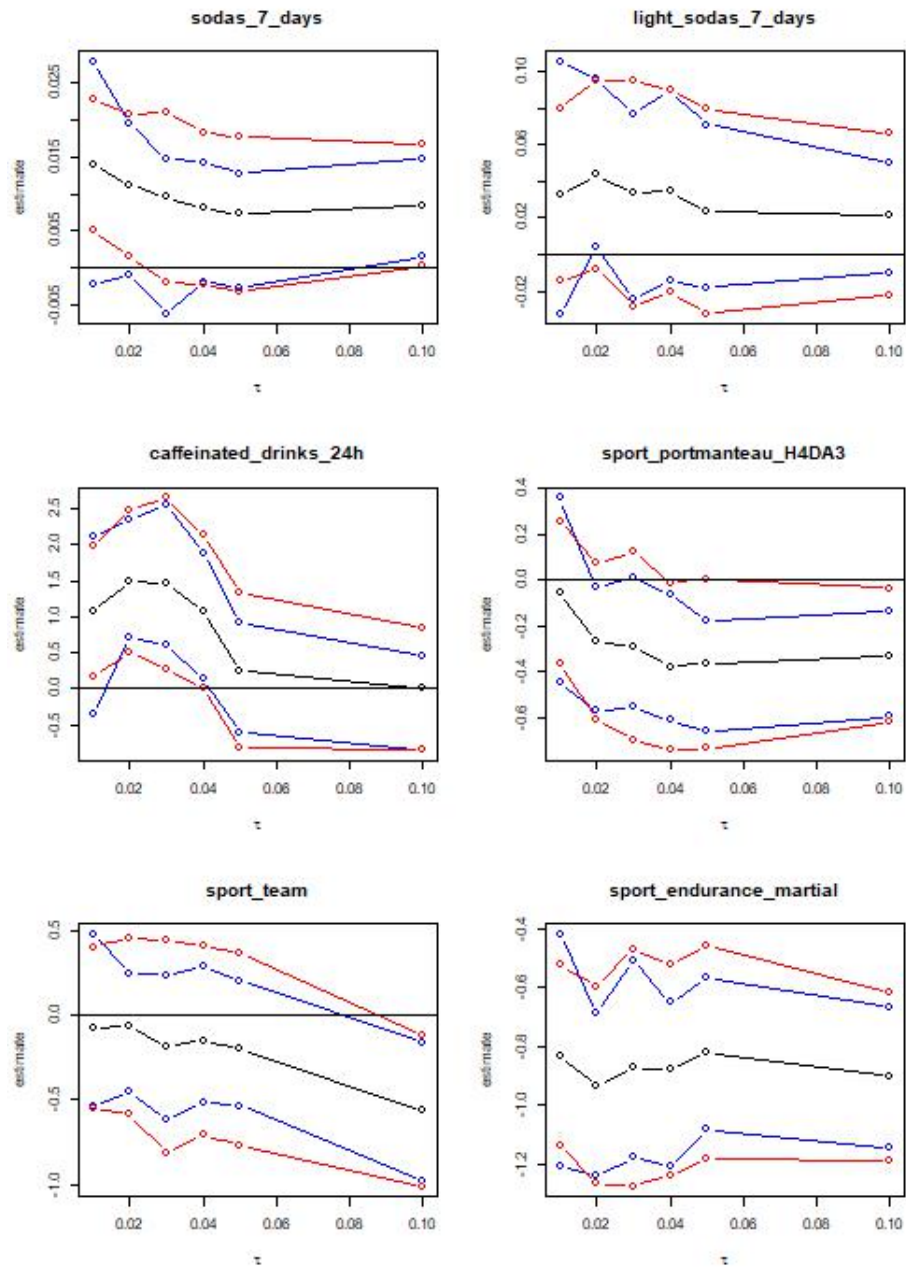 sodas_7_days
estimate
-0.005 0.005 0.015 0.025
0.02 0.04 0.06 0.08 0.10
τ
light_sodas_7_days
estimate
-0.02 0.02 0.06 0.10
0.02 0.04 0.06 0.08 0.10
τ
caffeinated_drinks_24h
estimate
-0.5 0.0 0.5 1.0 1.5 2.0 2.5
0.02 0.04 0.06 0.08 0.10
τ
sport_portmanteau_H4DA3
estimate
-0.6 -0.4 -0.2 0.0 0.2 0.4
0.02 0.04 0.06 0.08 0.10
τ
sport_team
estimate
-1.0 -0.5 0.0 0.5
0.02 0.04 0.06 0.08 0.10
τ
sport_endurance_martial
estimate
-1.2 -1.0 -0.8 -0.6 -0.4
0.02 0.04 0.06 0.08 0.10
τ